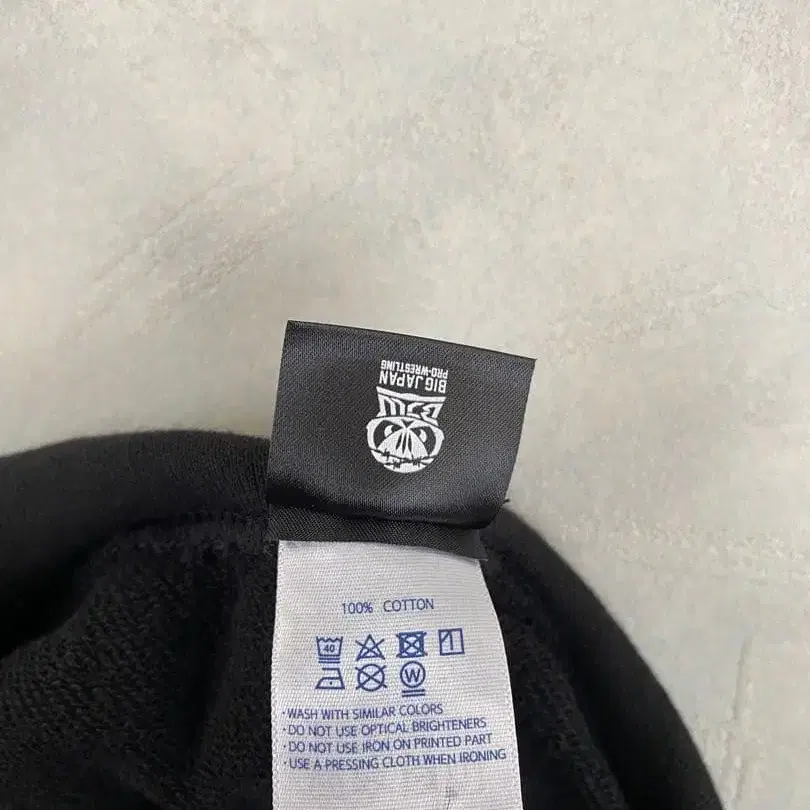 BIG JAPAN
PRO-WRESTLING
BJW
100% COTTON
40
W
· WASH WITH SIMILAR COLORS
· DO NOT USE OPTICAL BRIGHTENERS
· DO NOT USE IRON ON PRINTED PART
· USE A PRESSING CLOTH WHEN IRONING